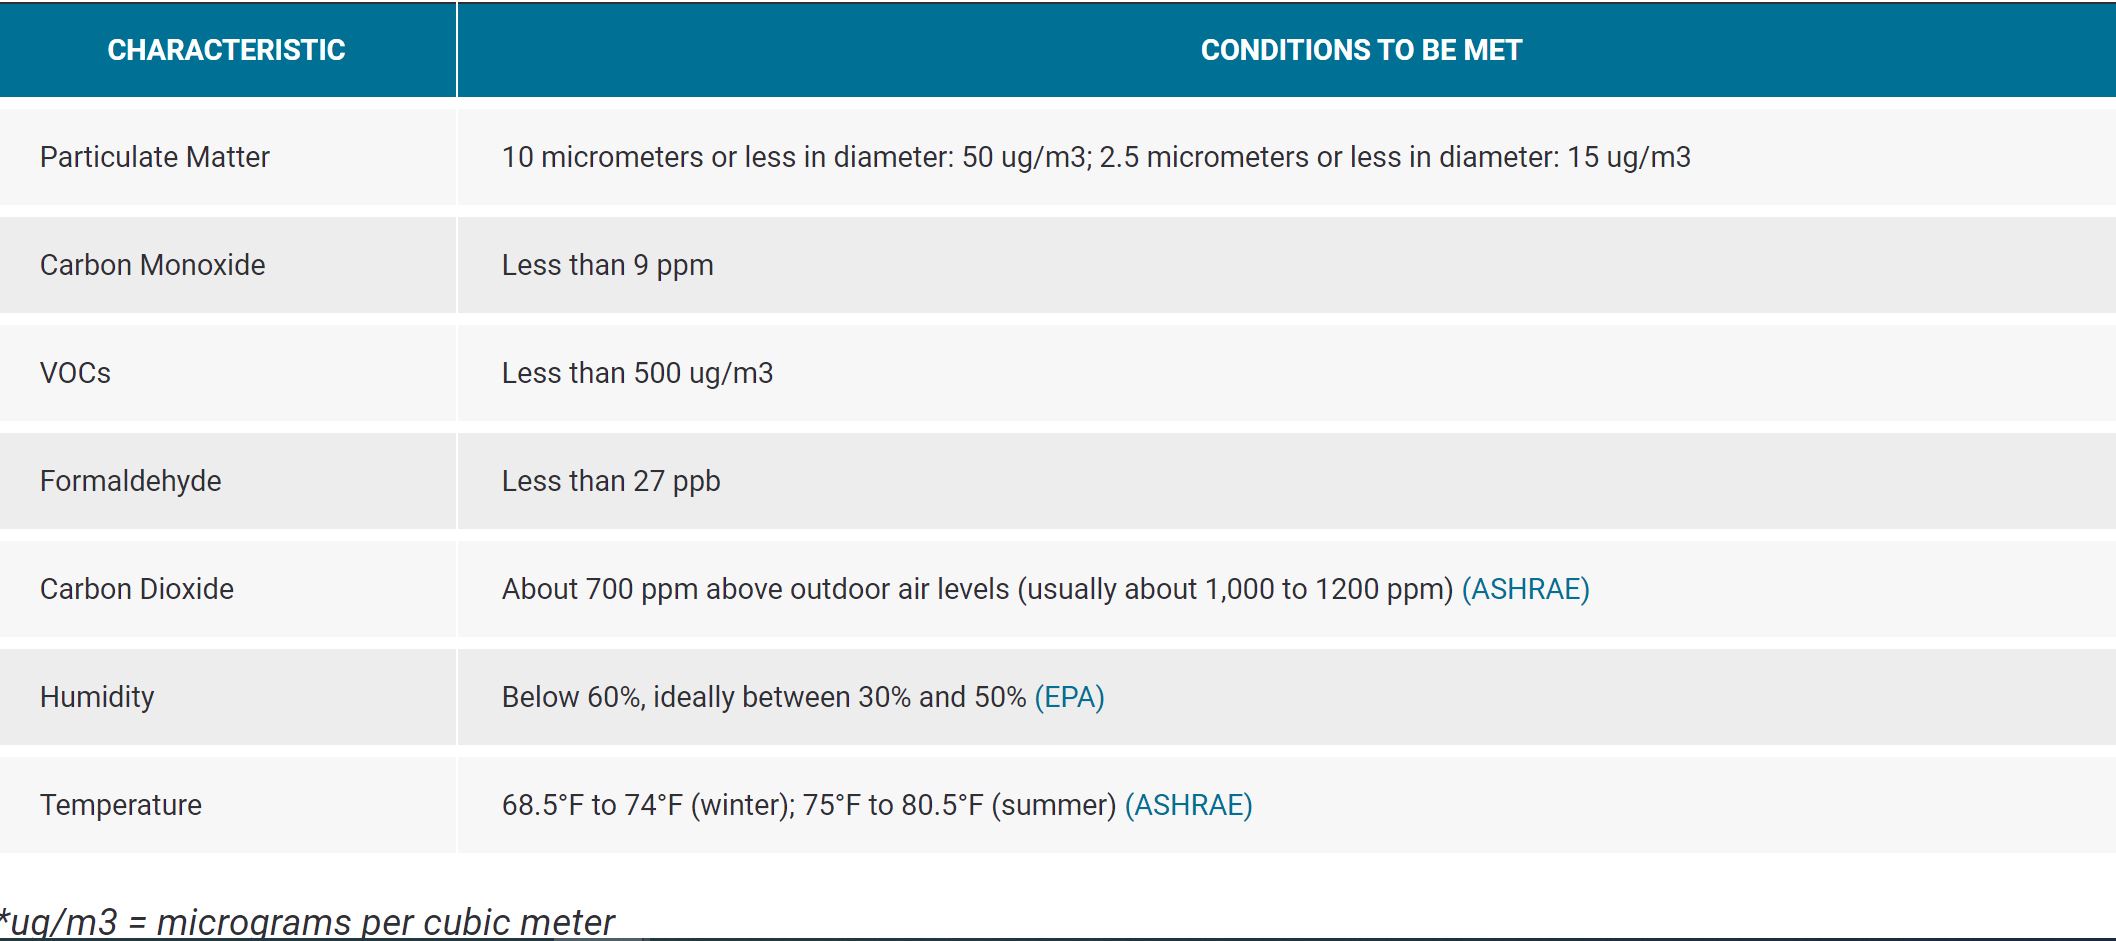 CHARACTERISTIC CONDITIONS TO BE MET
Particulate Matter 10 micrometers or less in diameter: 50 ug/m3; 2.5 micrometers or less in diameter: 15 ug/m3
Carbon Monoxide Less than 9 ppm
VOCs Less than 500 ug/m3
Formaldehyde Less than 27 ppb
Carbon Dioxide About 700 ppm above outdoor air levels (usually about 1,000 to 1200 ppm) (ASHRAE)
Humidity Below 60%, ideally between 30% and 50% (EPA)
Temperature 68.5°F to 74°F (winter); 75°F to 80.5°F (summer) (ASHRAE)
*ug/m3 = micrograms per cubic meter